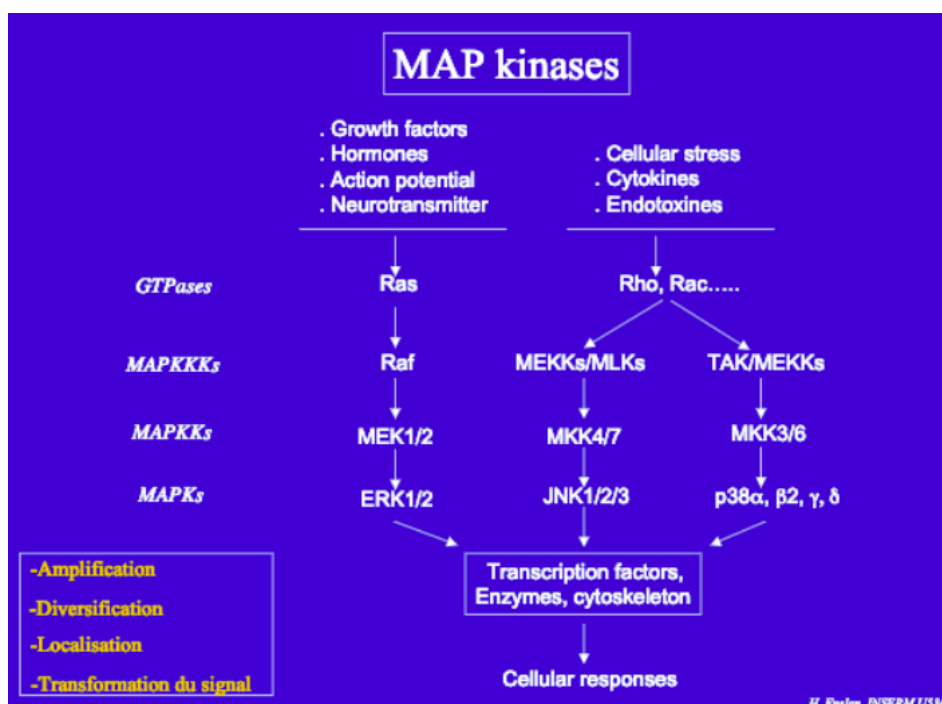 MAP kinases
. Growth factors
. Hormones
. Action potential
. Neurotransmitter
. Cellular stress
. Cytokines
. Endotoxines
GTPases
Ras
Rho, Rac.....
MAPKKKs
Raf
MEKKs/MLKs
TAK/MEKKs
MAPKKs
MEK1/2
MKK4/7
MKK3/6
MAPKs
ERK1/2
JNK1/2/3
p38α, β2, γ, δ
-Amplification
-Diversification
-Localisation
-Transformation du signal
Transcription factors,
Enzymes, cytoskeleton
Cellular responses
H. INSERM